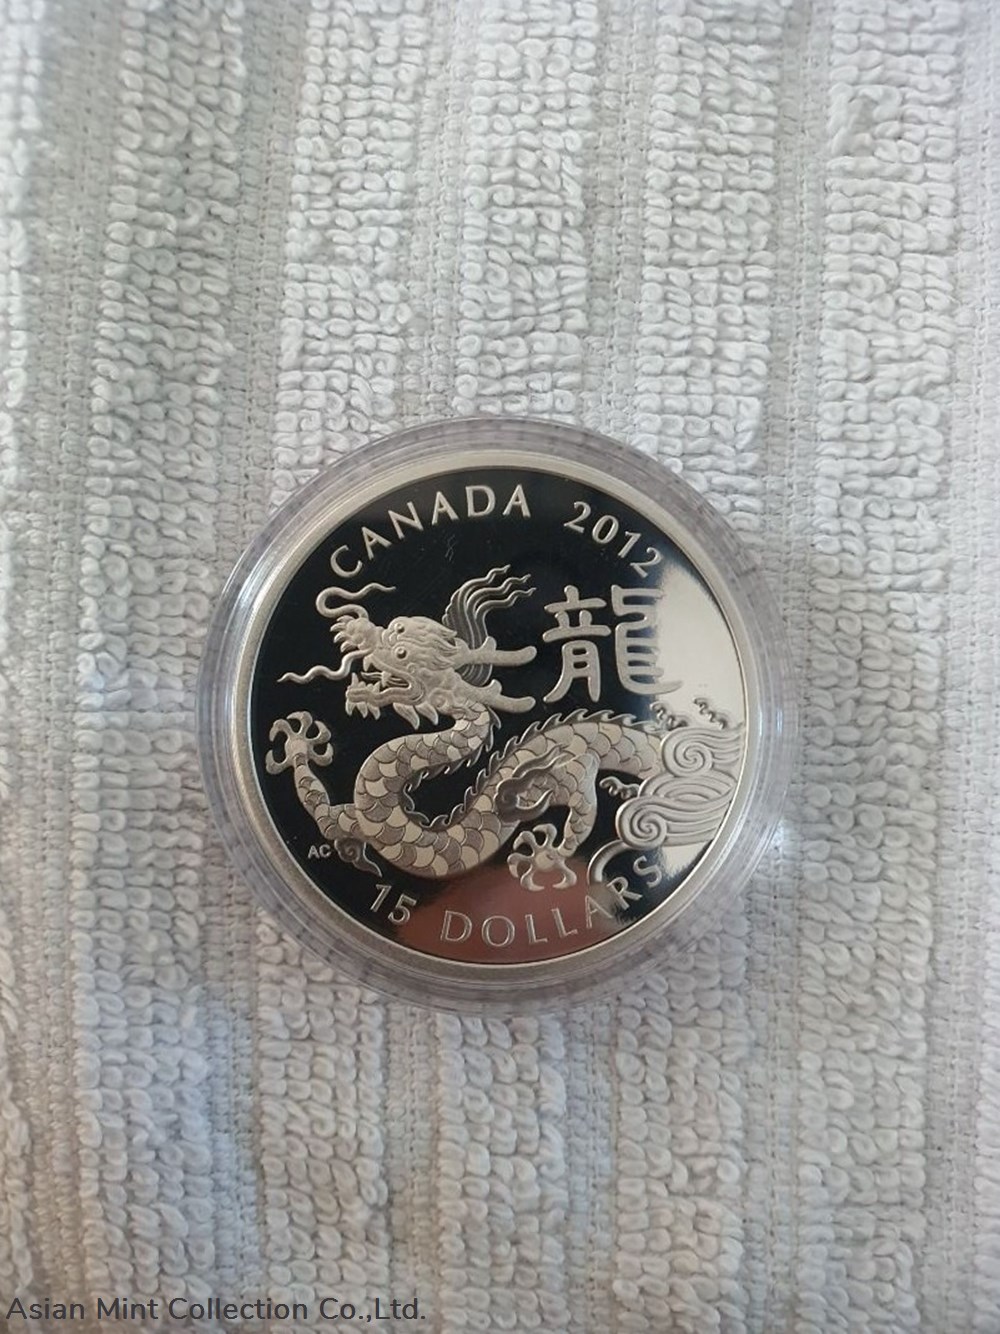 CANADA 2012
龍
AC
15 DOLLARS
Asian Mint Collection Co.,Ltd.